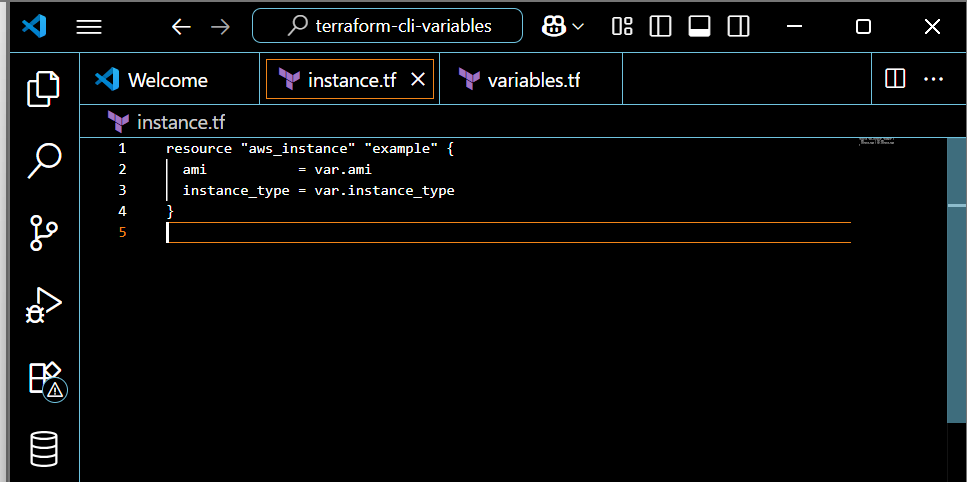 terraform-cli-variables
Welcome
instance.tf
variables.tf
instance.tf
1 resource "aws_instance" "example" {
2 ami = var.ami
3 instance_type = var.instance_type
4 }
5